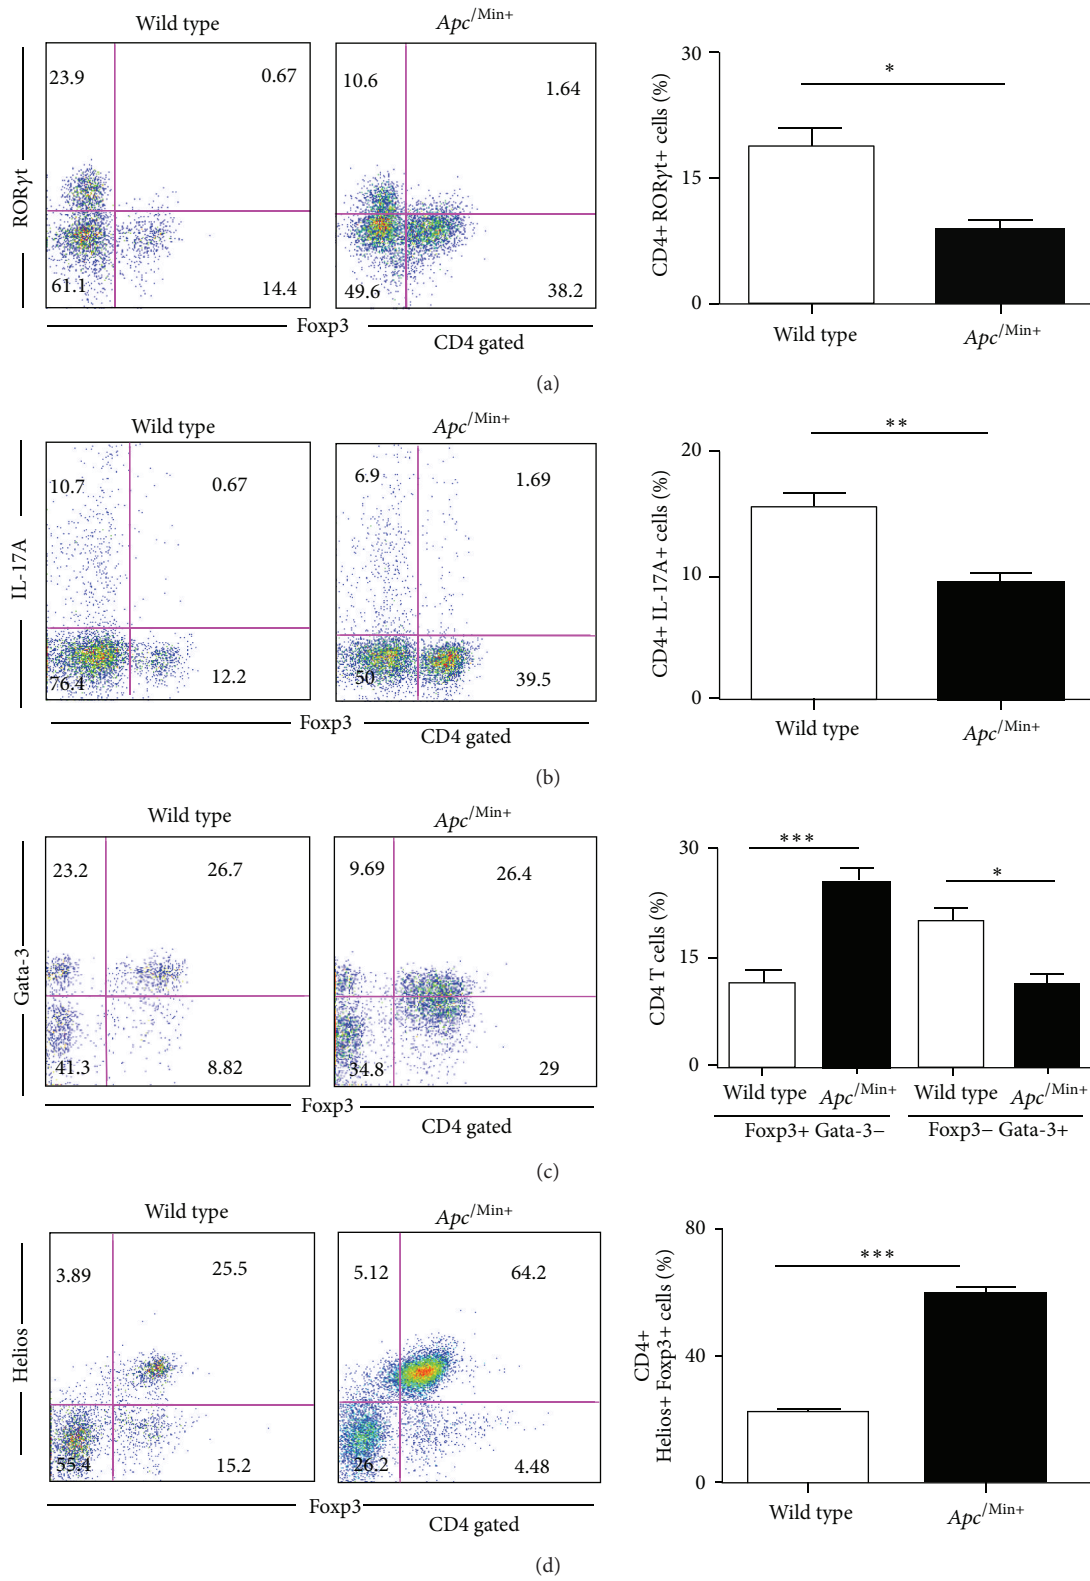 Wild type
Apc/Min+
RORγt
23.9
0.67
61.1
14.4
10.6
1.64
49.6
38.2
Foxp3
CD4 gated
CD4+ RORγt+ cells (%)
30
15
0
*
Wild type
Apc/Min+
(a)
Wild type
Apc/Min+
IL-17A
10.7
0.67
76.4
12.2
6.9
1.69
50
39.5
Foxp3
CD4 gated
CD4+ IL-17A+ cells (%)
20
10
0
**
Wild type
Apc/Min+
(b)
Wild type
Apc/Min+
Gata-3
23.2
26.7
41.3
8.82
9.69
26.4
34.8
29
Foxp3
CD4 gated
CD4 T cells (%)
30
15
0
***
*
Wild type Apc/Min+ Wild type Apc/Min+
Foxp3+ Gata-3− Foxp3− Gata-3+
(c)
Wild type
Apc/Min+
Helios
3.89
25.5
55.4
15.2
5.12
64.2
26.2
4.48
Foxp3
CD4 gated
CD4+
Helios+ Foxp3+ cells (%)
80
40
0
***
Wild type
Apc/Min+
(d)